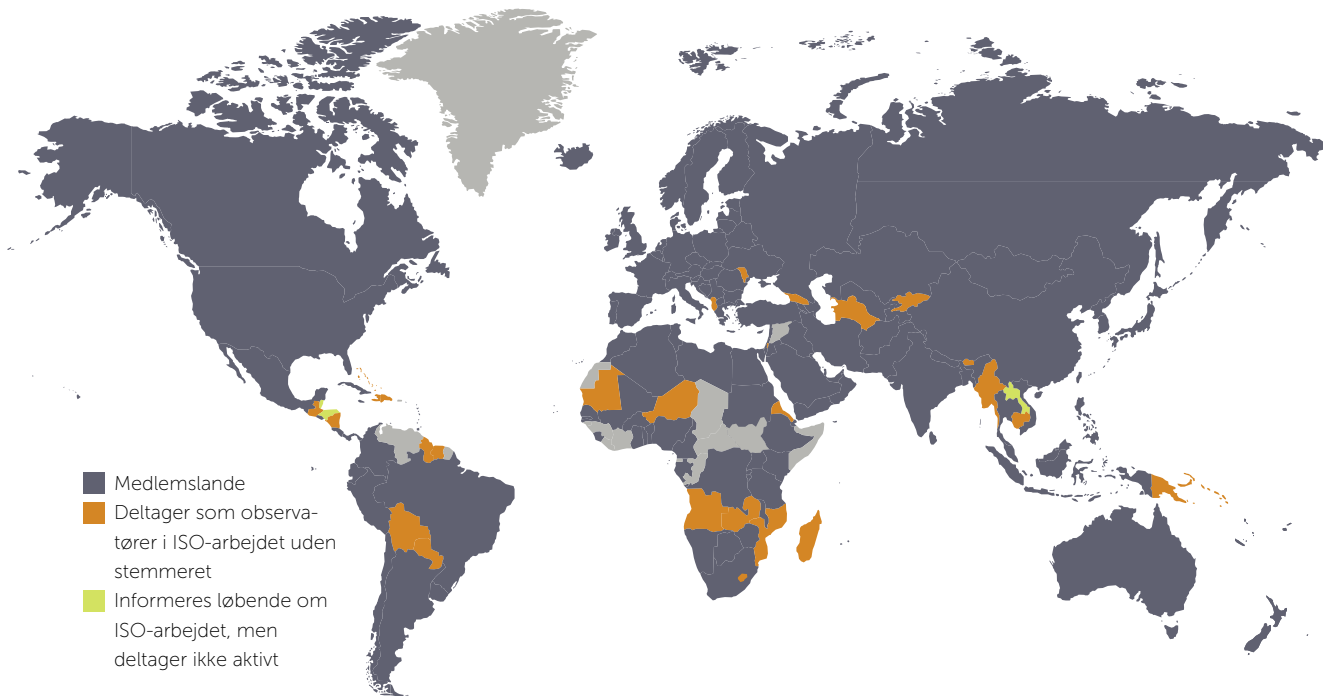 Medlemslande
Deltager som observa-
tører i ISO-arbejdet uden
stemmeret
Informeres løbende om
ISO-arbejdet, men
deltager ikke aktivt